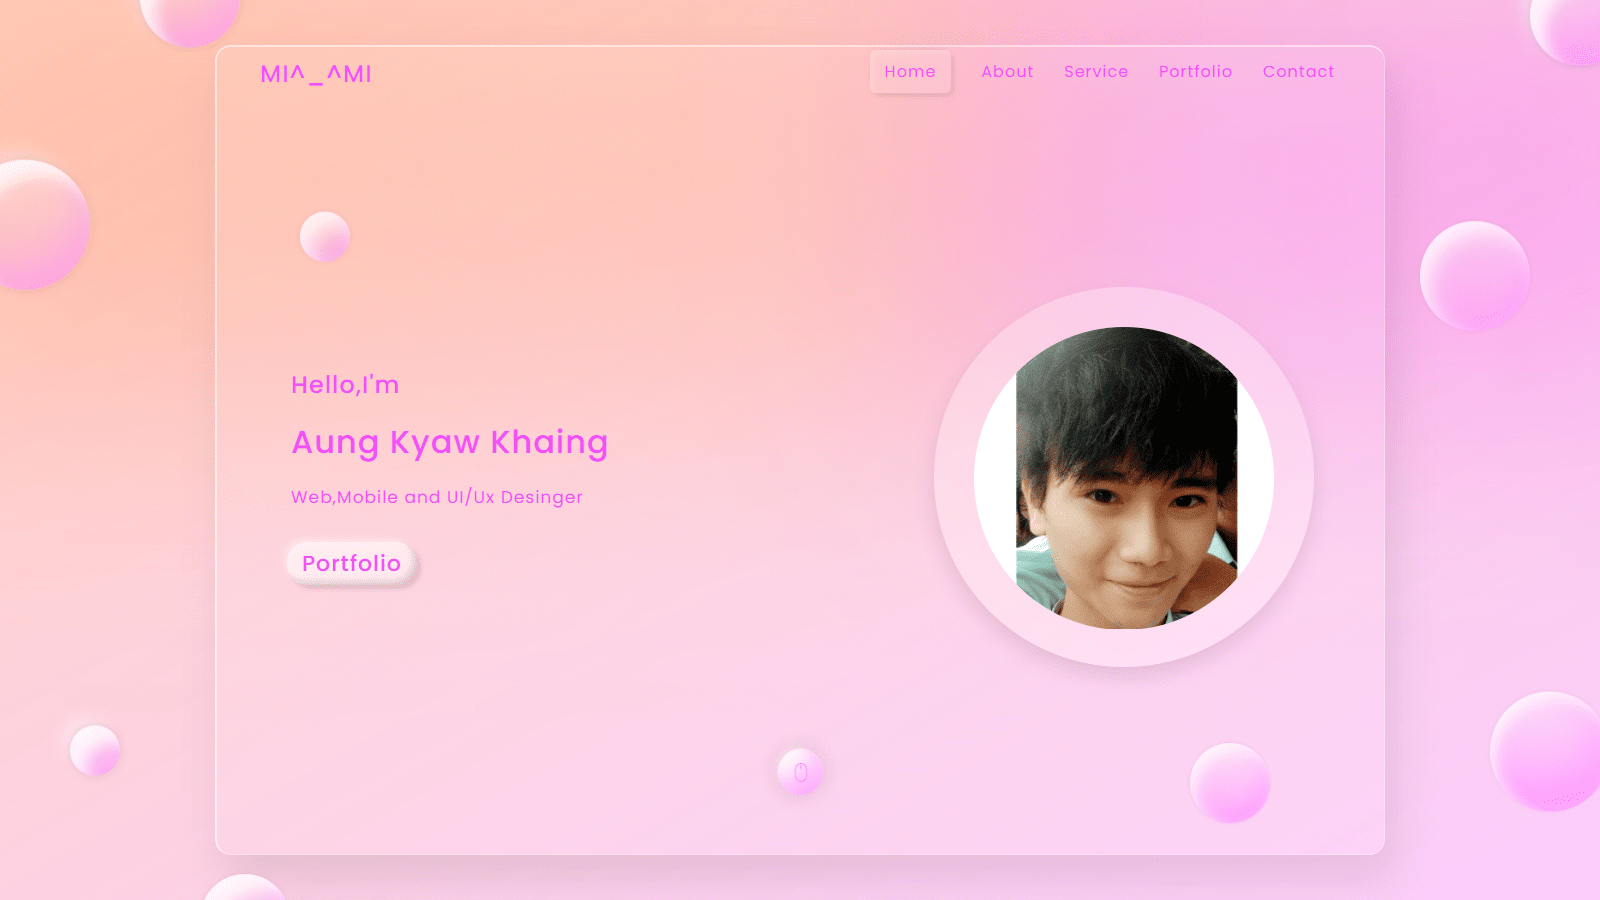 MI^_^MI
Home About Service Portfolio Contact
Hello,I'm
Aung Kyaw Khaing
Web,Mobile and UI/Ux Desinger
Portfolio